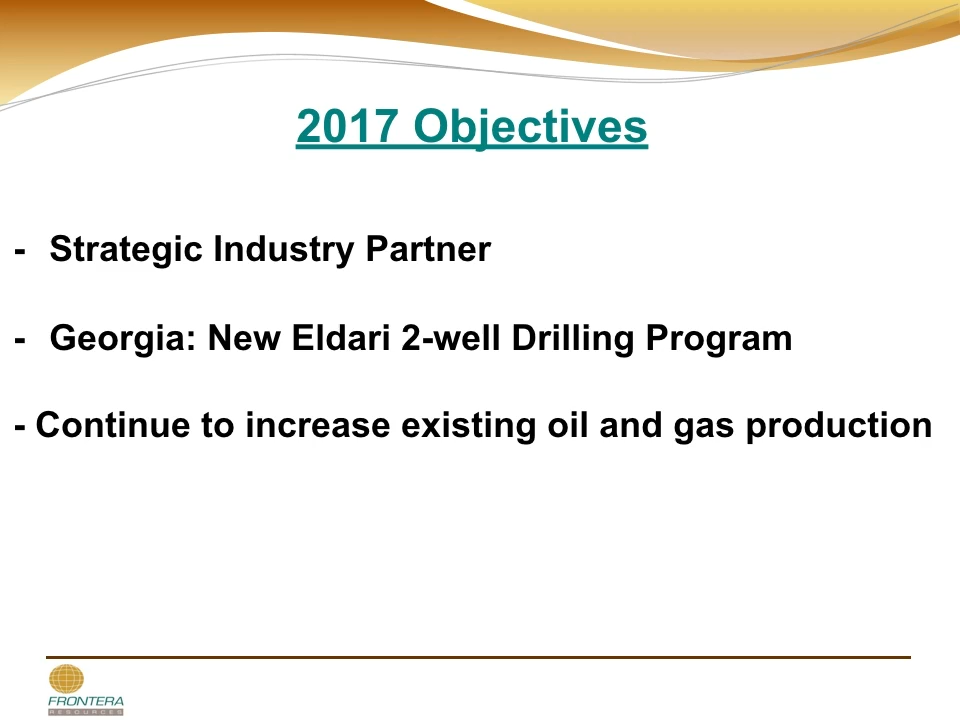 2017 Objectives
- Strategic Industry Partner
- Georgia: New Eldari 2-well Drilling Program
- Continue to increase existing oil and gas production
FRONTERA
RESOURCES